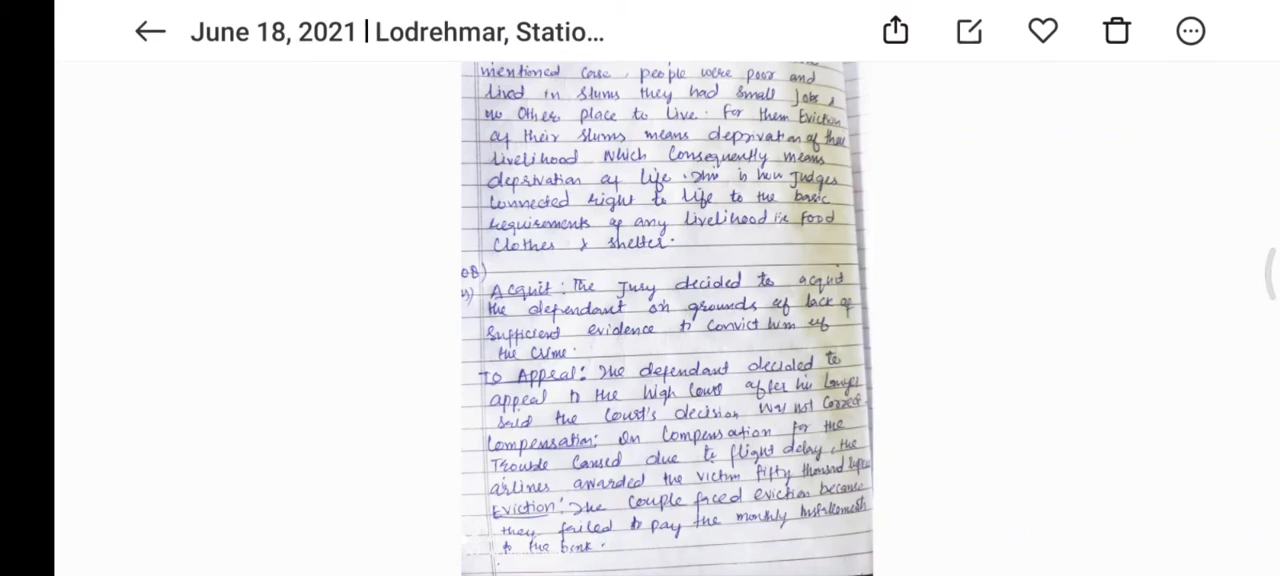 June 18, 2021 | Lodrehmar, Statio...
mentioned case, people were poor and
lived in slums they had small jobs &
no other place to live. For them Eviction
of their slums means deprivation of their
livelihood which Consequently means
deprivation of life. This is how Judges
Connected right to life to the basic
requirements of any livelihood i.e food
Clothes & shelter.
Acquit: The Jury decided to acquit
the dependant on grounds of lack of
sufficient evidence to convict him of
the crime.
To Appeal: The dependant decided to
appeal to the high Court after his lawyer
said the Court's decision was not correct.
Compensation: In Compensation for the
Trouble Caused due to flight delay, the
airlines awarded the victim fifty thousand rupees
Eviction: The Couple faced eviction because
they failed to pay the monthly installements
to the bank.